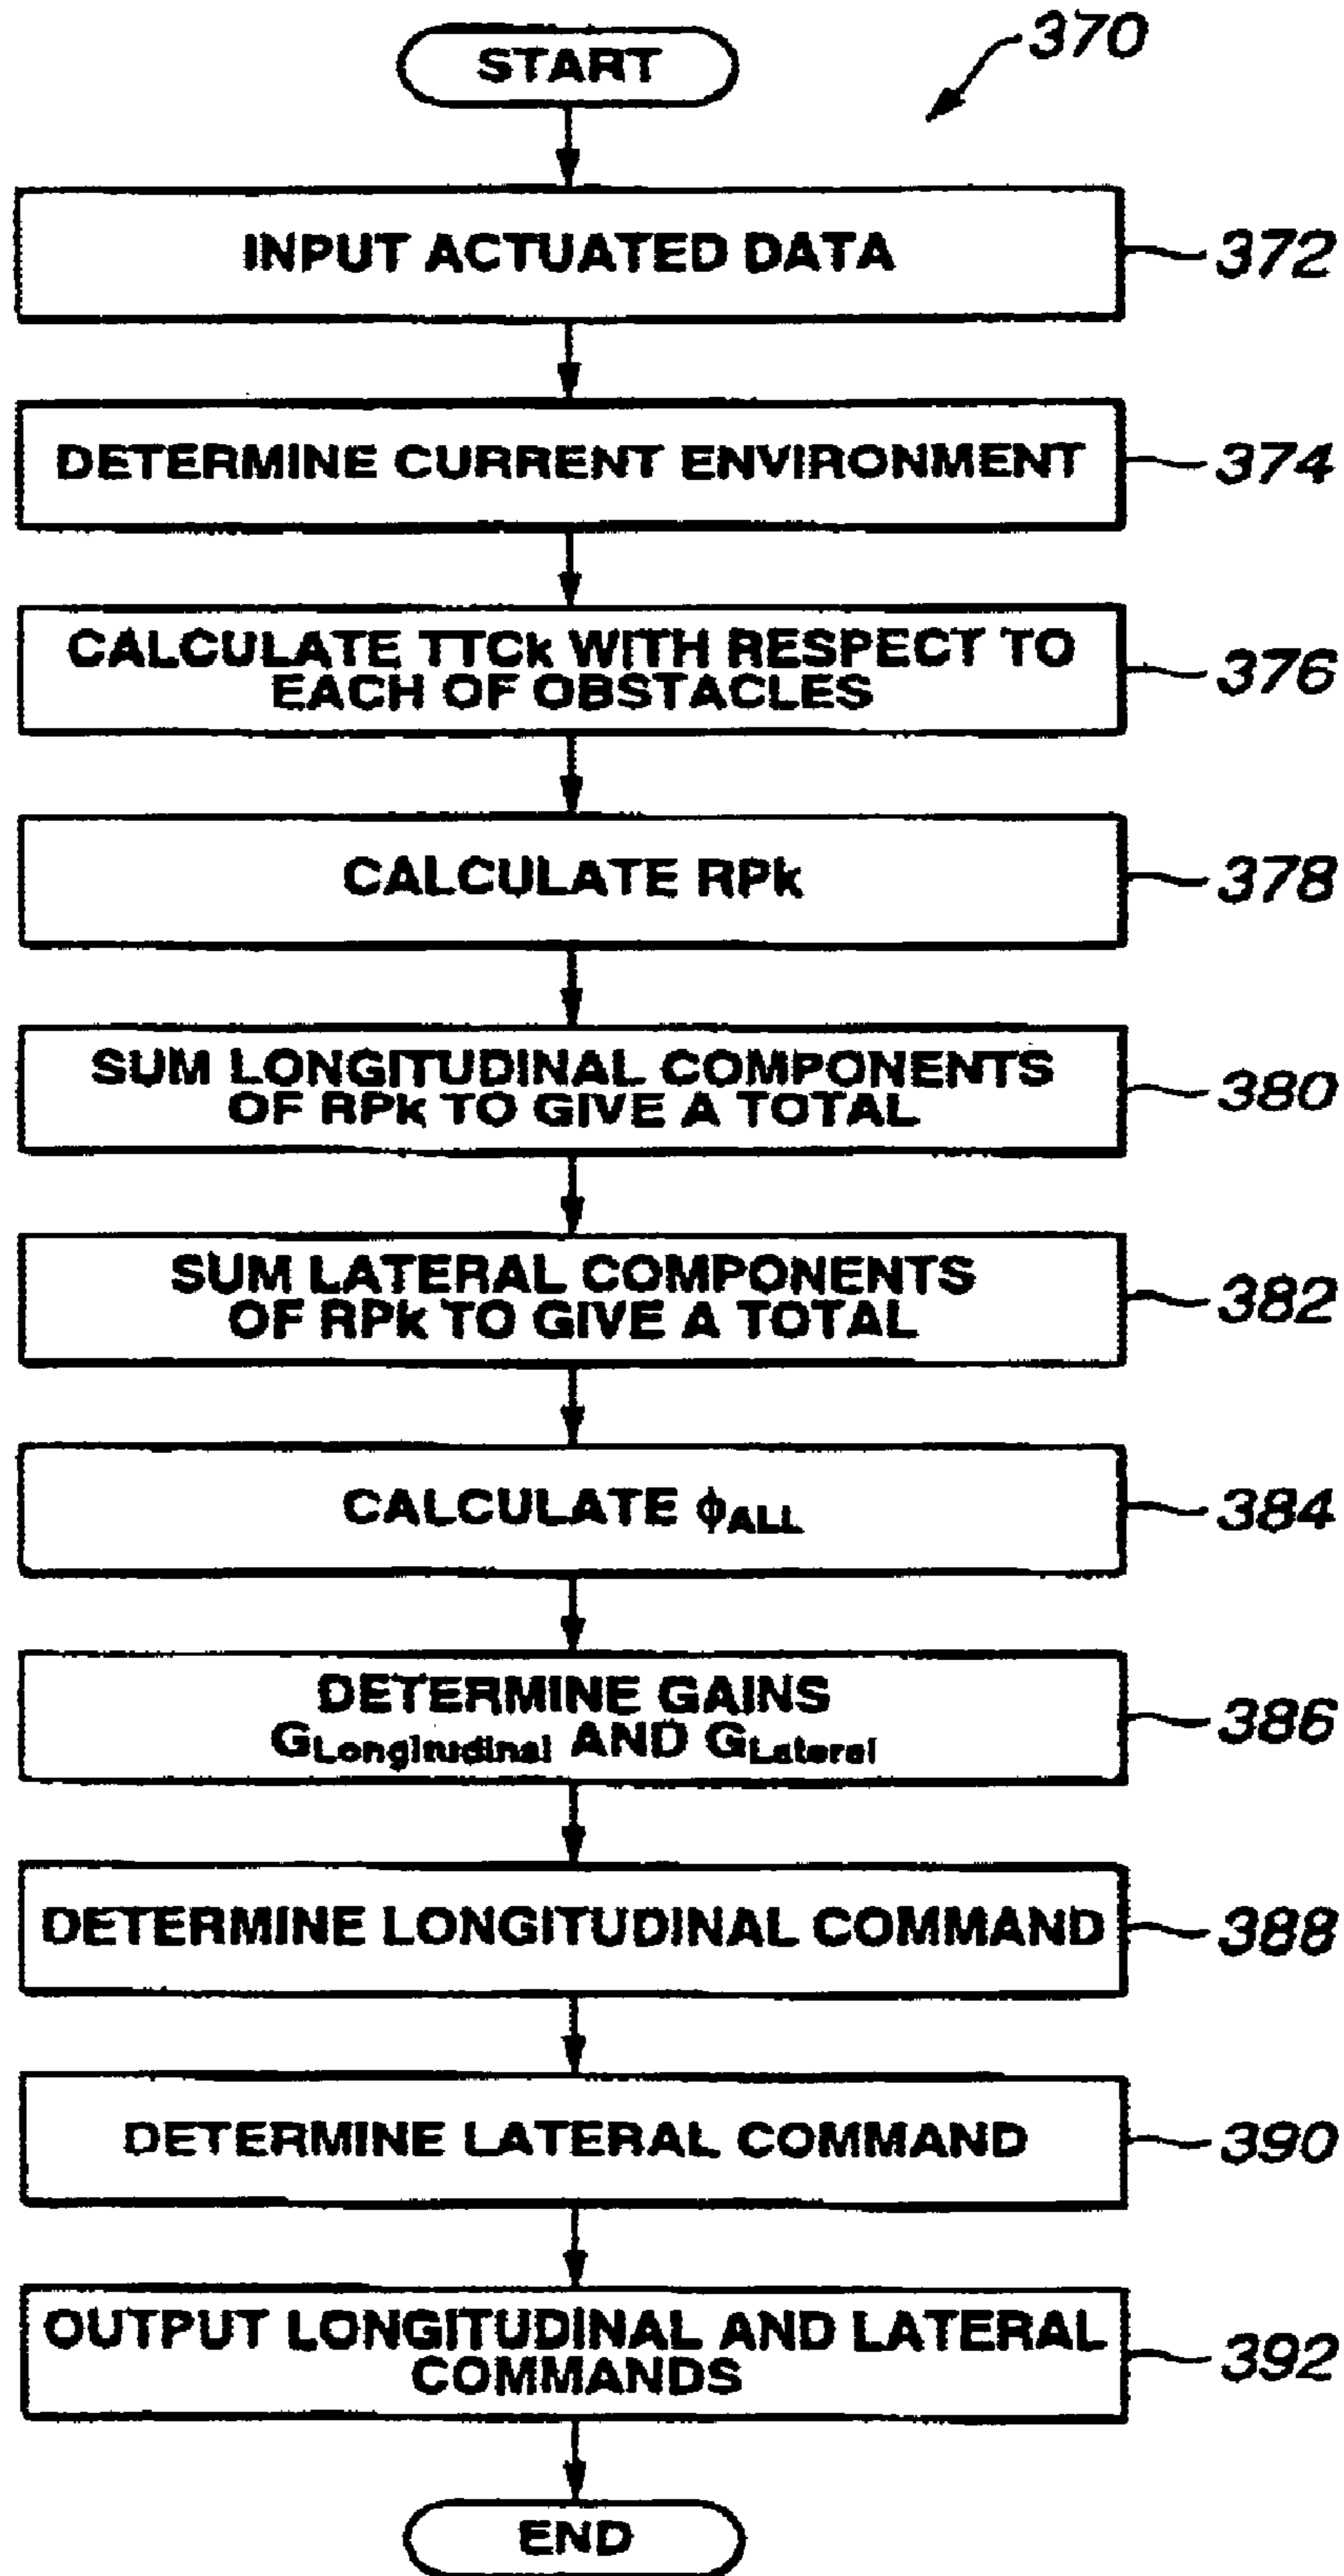 START
370
INPUT ACTUATED DATA
372
DETERMINE CURRENT ENVIRONMENT
374
CALCULATE TTCk WITH RESPECT TO
EACH OF OBSTACLES
376
CALCULATE RPk
378
SUM LONGITUDINAL COMPONENTS
OF RPk TO GIVE A TOTAL
380
SUM LATERAL COMPONENTS
OF RPk TO GIVE A TOTAL
382
CALCULATE ϕALL
384
DETERMINE GAINS
GLongitudinal AND GLateral
386
DETERMINE LONGITUDINAL COMMAND
388
DETERMINE LATERAL COMMAND
390
OUTPUT LONGITUDINAL AND LATERAL
COMMANDS
392
END